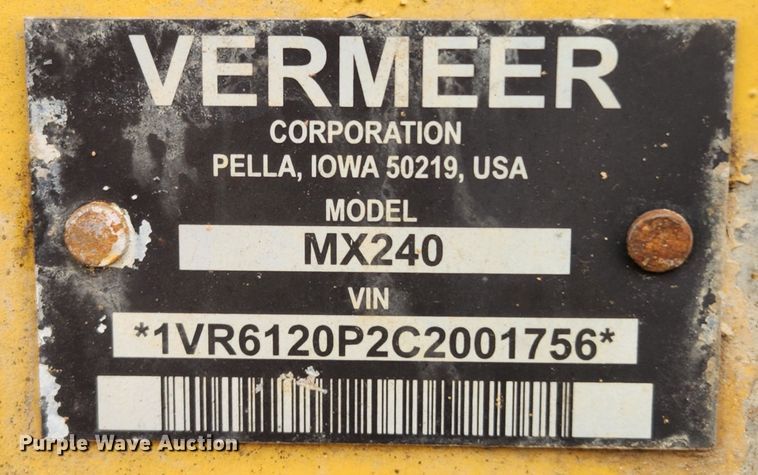 VERMEER
CORPORATION
PELLA, IOWA 50219, USA
MODEL
MX240
VIN
*1VR6120P2C2001756*
Purple Wave Auction